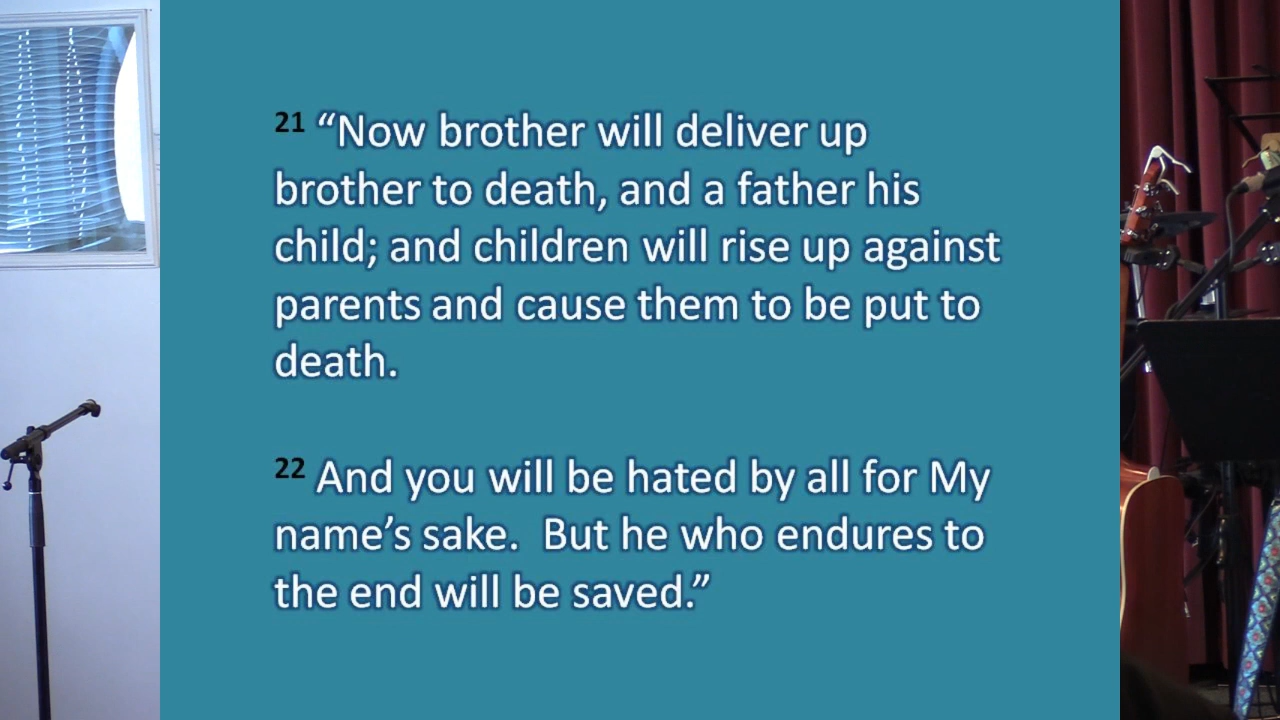 21 “Now brother will deliver up
brother to death, and a father his
child; and children will rise up against
parents and cause them to be put to
death.
22 And you will be hated by all for My
name’s sake.  But he who endures to
the end will be saved.”